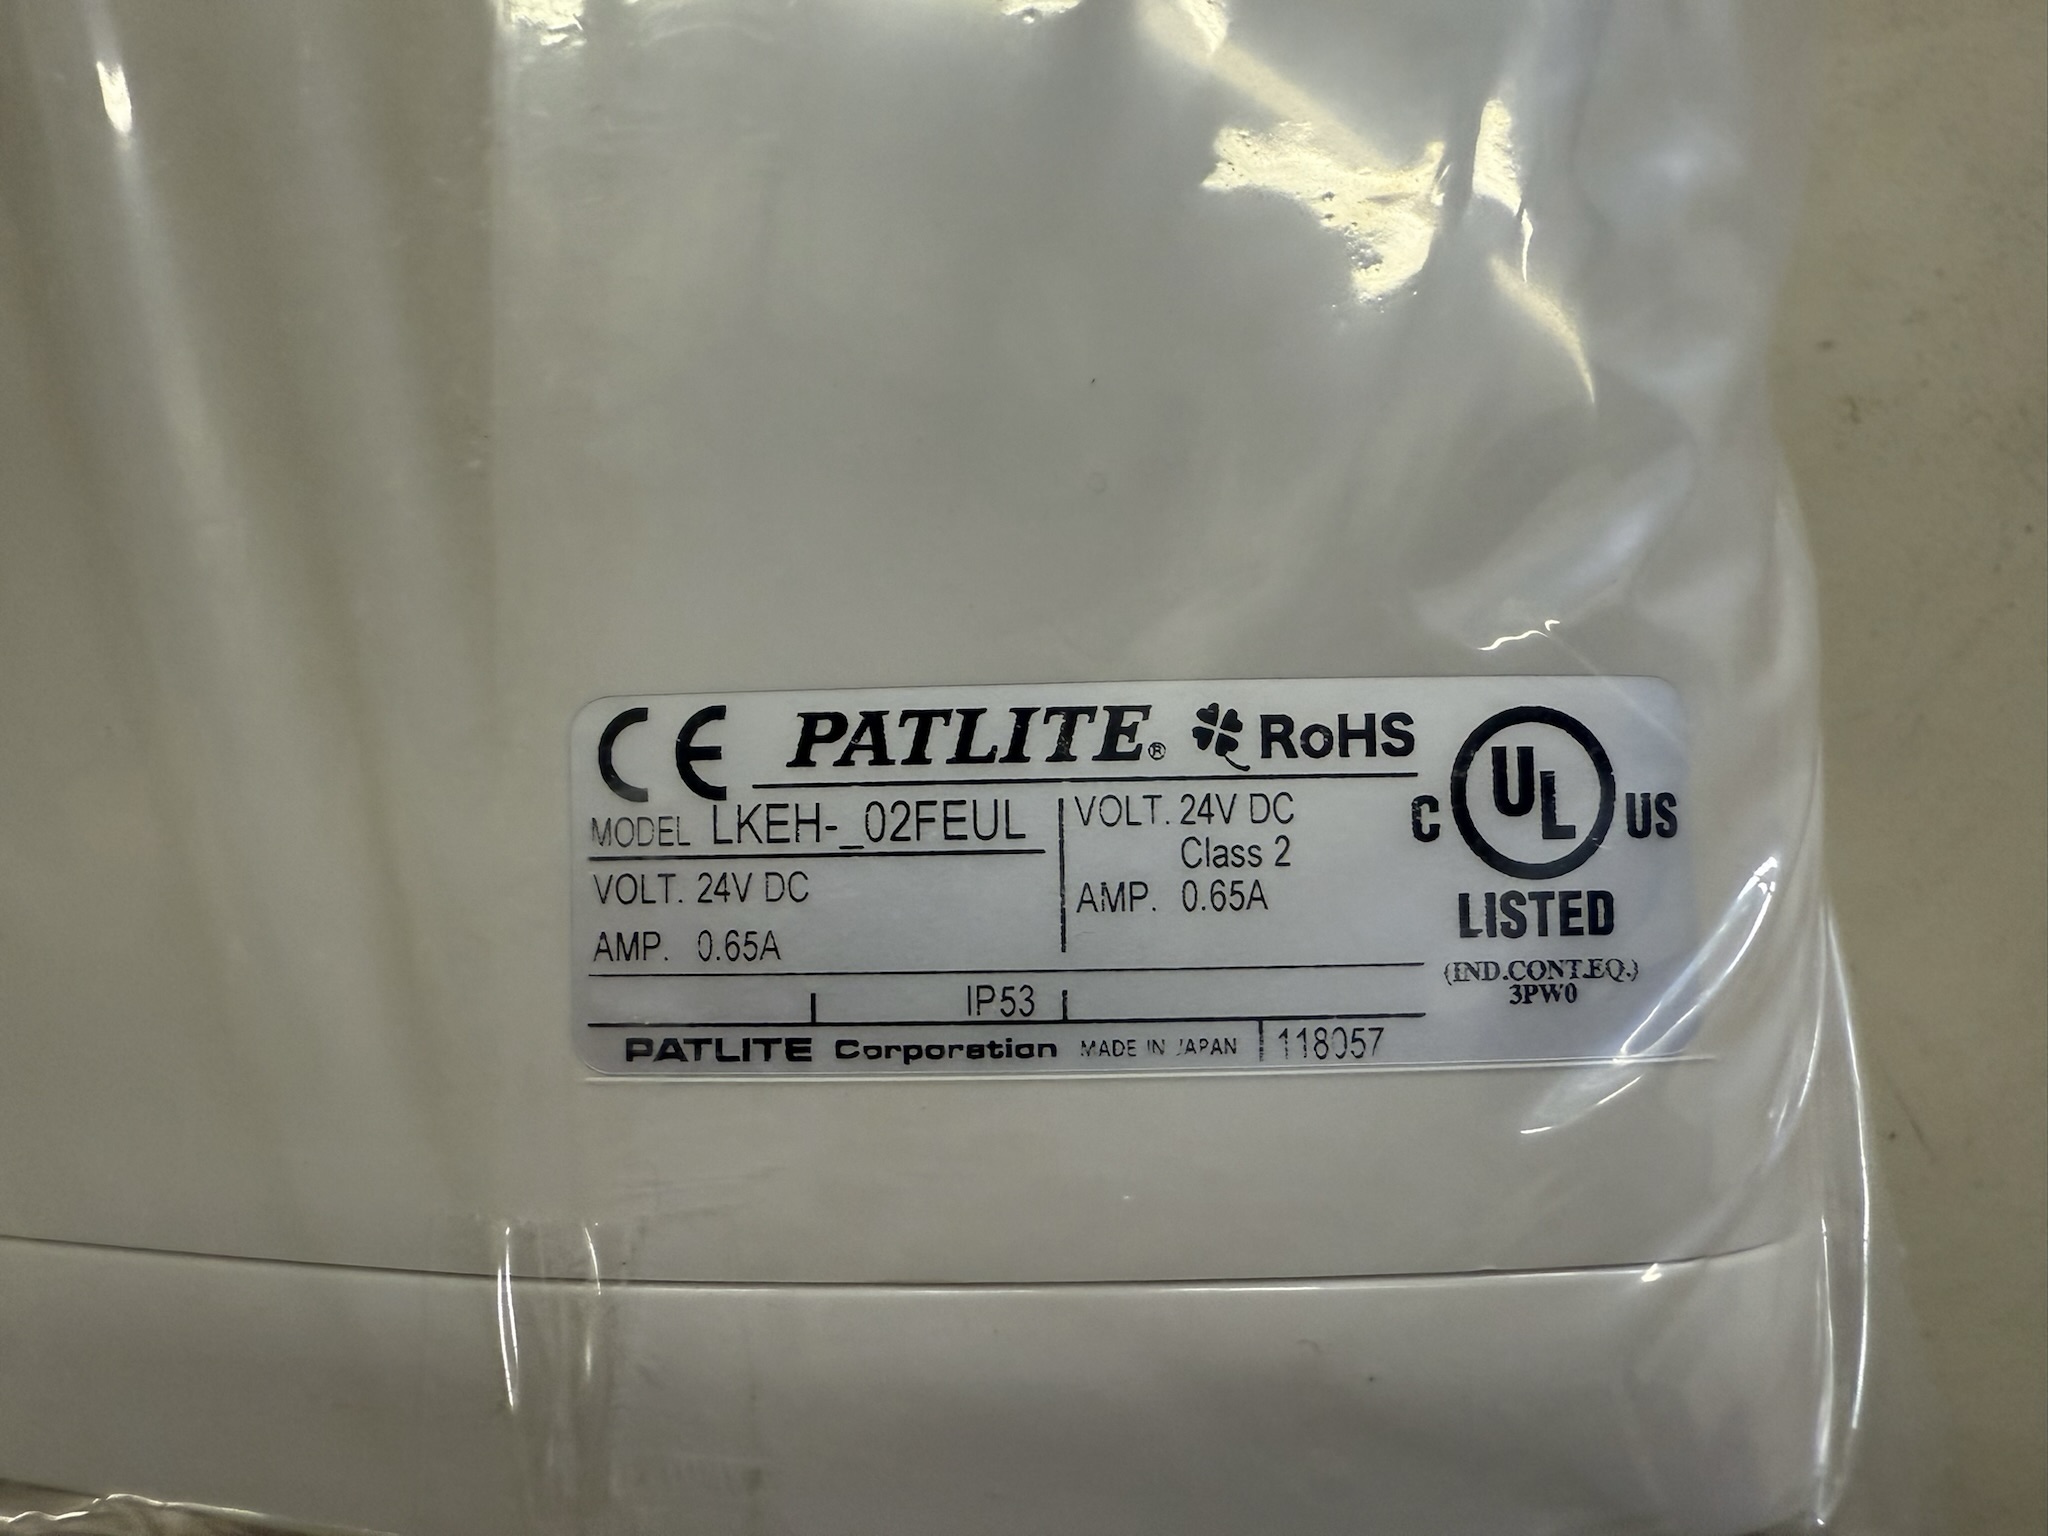 CE PATLITE® RoHS
MODEL LKEH-_02FEUL
VOLT. 24V DC
AMP. 0.65A
VOLT. 24V DC
Class 2
AMP. 0.65A
C UL US
LISTED
(IND.CONT.EQ.)
3PW0
IP53
PATLITE Corporation MADE IN JAPAN 118057